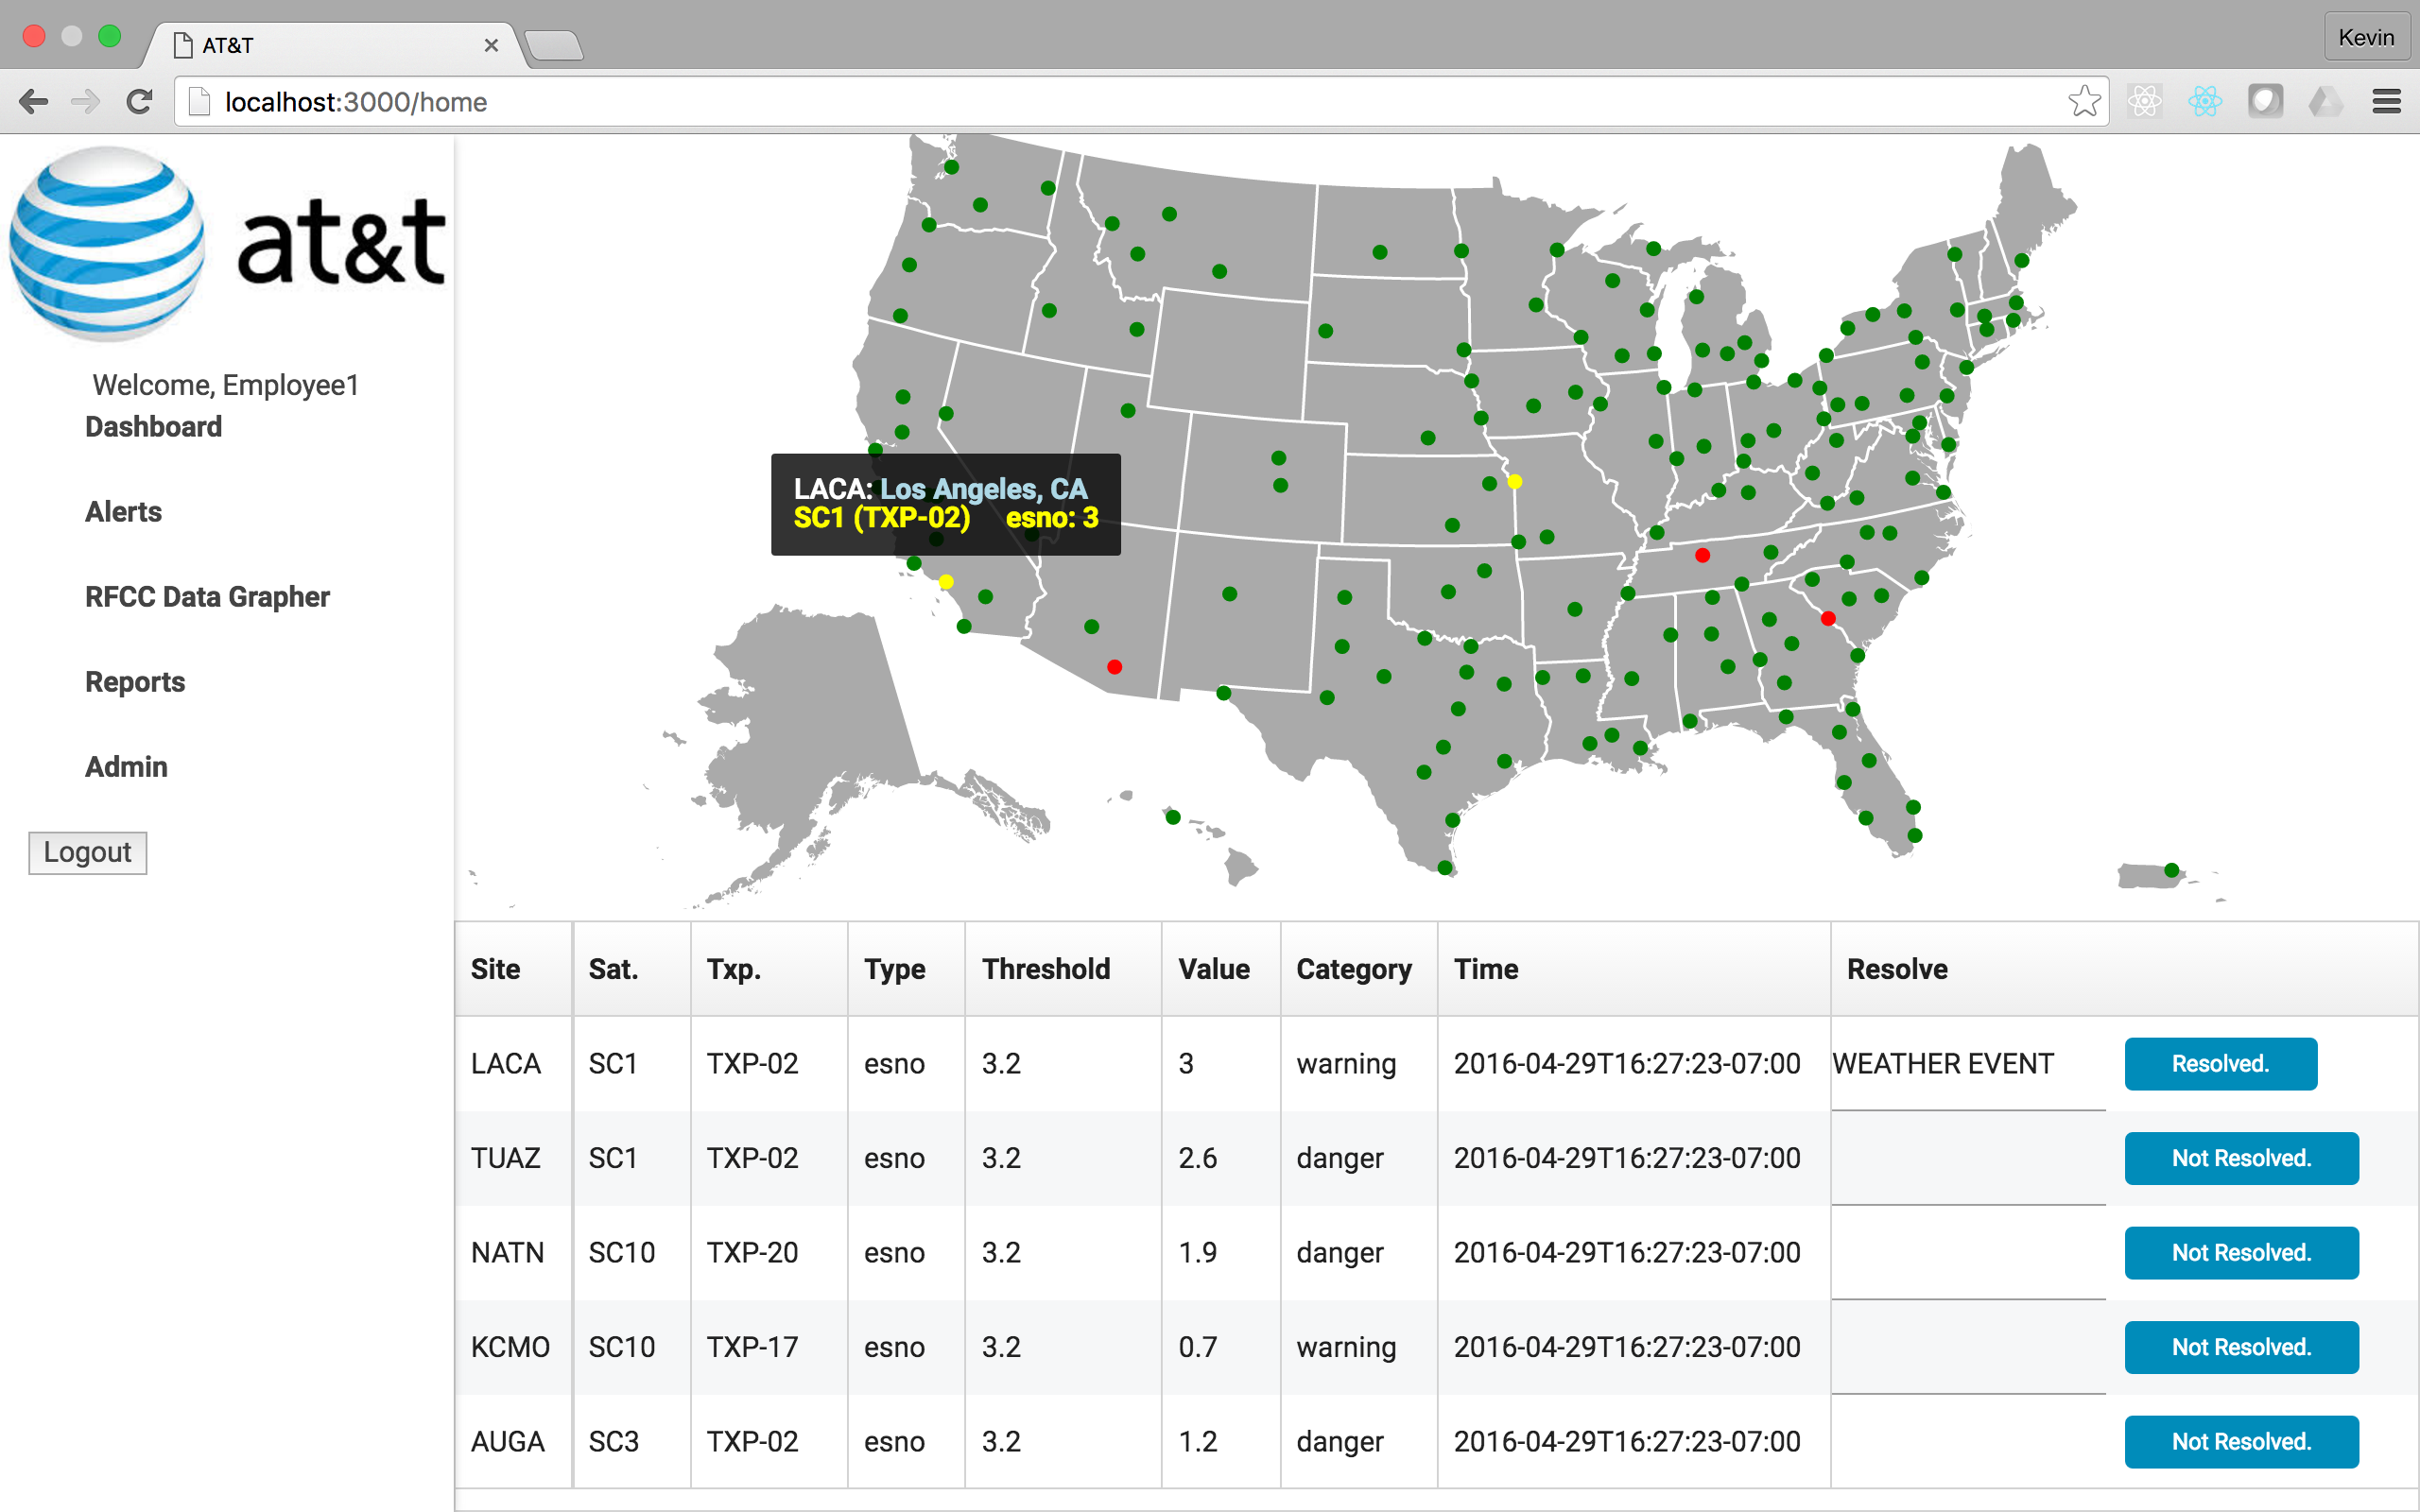 AT&T
Kevin
localhost:3000/home
at&t
Welcome, Employee1
Dashboard
Alerts
RFCC Data Grapher
Reports
Admin
Logout
LACA: Los Angeles, CA
SC1 (TXP-02) esno: 3
Site Sat. Txp. Type Threshold Value Category Time Resolve
LACA SC1 TXP-02 esno 3.2 3 warning 2016-04-29T16:27:23-07:00 WEATHER EVENT Resolved.
TUAZ SC1 TXP-02 esno 3.2 2.6 danger 2016-04-29T16:27:23-07:00 Not Resolved.
NATN SC10 TXP-20 esno 3.2 1.9 danger 2016-04-29T16:27:23-07:00 Not Resolved.
KCMO SC10 TXP-17 esno 3.2 0.7 warning 2016-04-29T16:27:23-07:00 Not Resolved.
AUGA SC3 TXP-02 esno 3.2 1.2 danger 2016-04-29T16:27:23-07:00 Not Resolved.